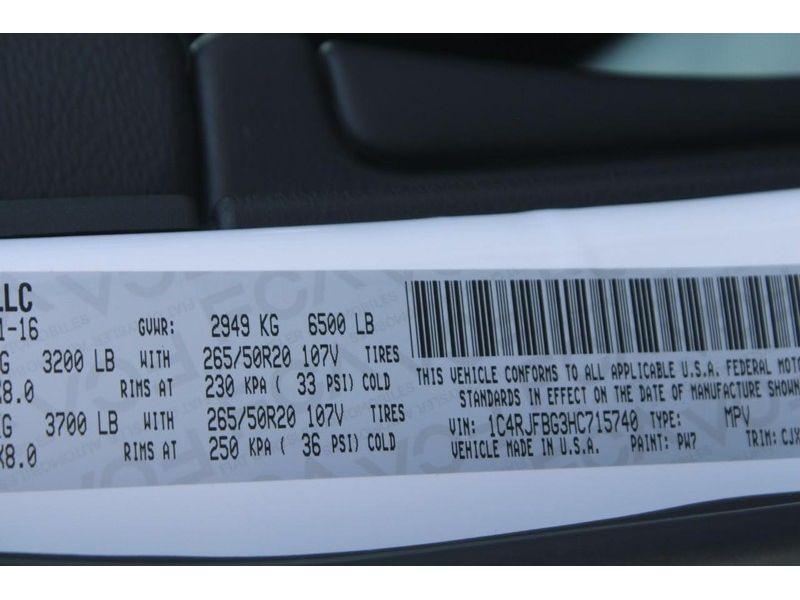 LLC
1-16 GVWR: 2949 KG 6500 LB
G 3200 LB WITH 265/50R20 107V TIRES
X8.0 RIMS AT 230 KPA ( 33 PSI) COLD
KG 3700 LB WITH 265/50R20 107V TIRES
X8.0 RIMS AT 250 KPA ( 36 PSI) COLD
THIS VEHICLE CONFORMS TO ALL APPLICABLE U.S.A. FEDERAL MOTO
STANDARDS IN EFFECT ON THE DATE OF MANUFACTURE SHOWN
VIN: 1C4RJFBG3HC715740 TYPE: MPV
VEHICLE MADE IN U.S.A. PAINT: PW7 TRIM: CJX